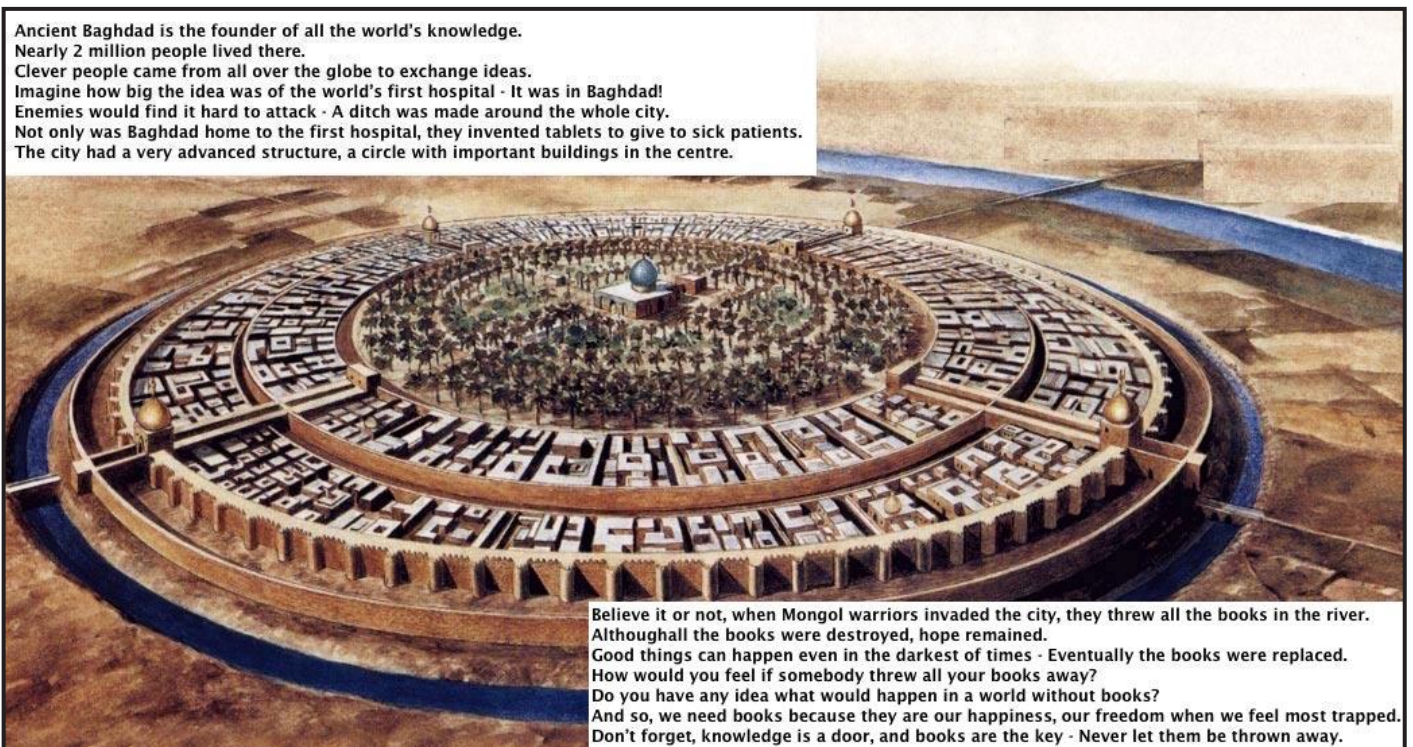 Ancient Baghdad is the founder of all the world's knowledge.
Nearly 2 million people lived there.
Clever people came from all over the globe to exchange ideas.
Imagine how big the idea was of the world's first hospital - It was in Baghdad!
Enemies would find it hard to attack - A ditch was made around the whole city.
Not only was Baghdad home to the first hospital, they invented tablets to give to sick patients.
The city had a very advanced structure, a circle with important buildings in the centre.
Believe it or not, when Mongol warriors invaded the city, they threw all the books in the river.
Althoughall the books were destroyed, hope remained.
Good things can happen even in the darkest of times - Eventually the books were replaced.
How would you feel if somebody threw all your books away?
Do you have any idea what would happen in a world without books?
And so, we need books because they are our happiness, our freedom when we feel most trapped.
Don't forget, knowledge is a door, and books are the key - Never let them be thrown away.